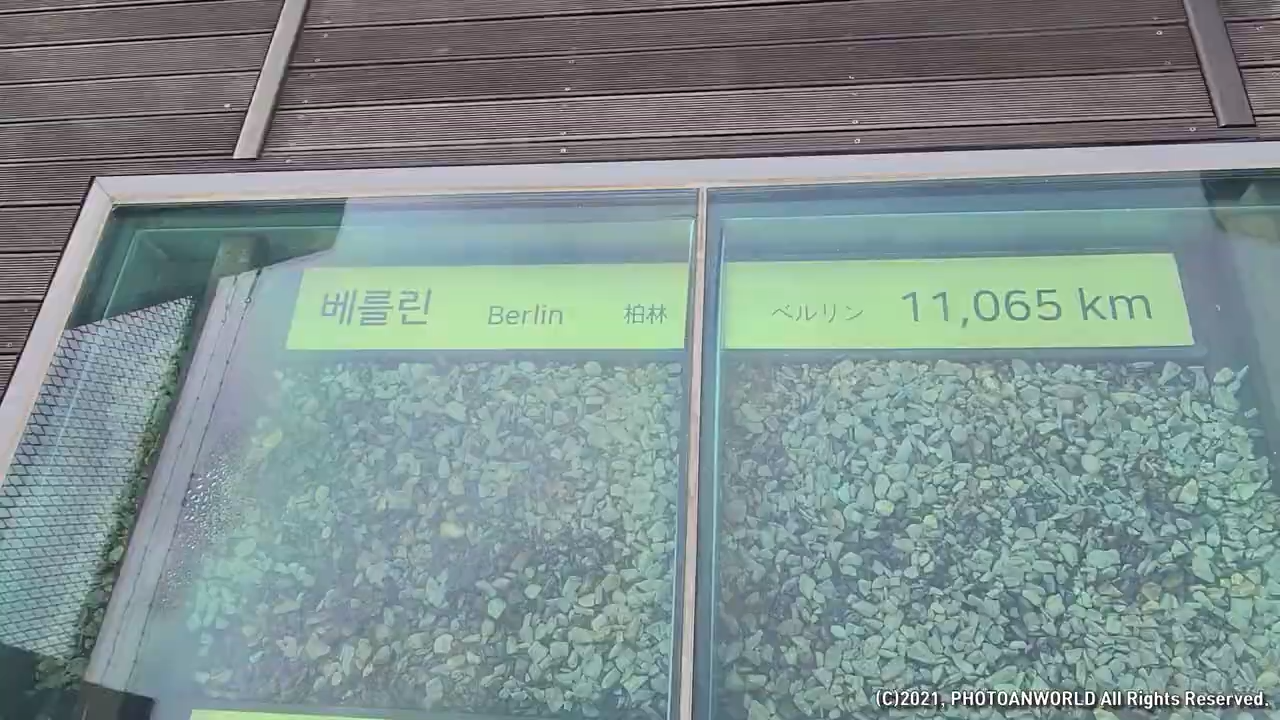 베를린 Berlin 柏林 ベルリン 11,065 km
(C)2021, PHOTOANWORLD All Rights Reserved.